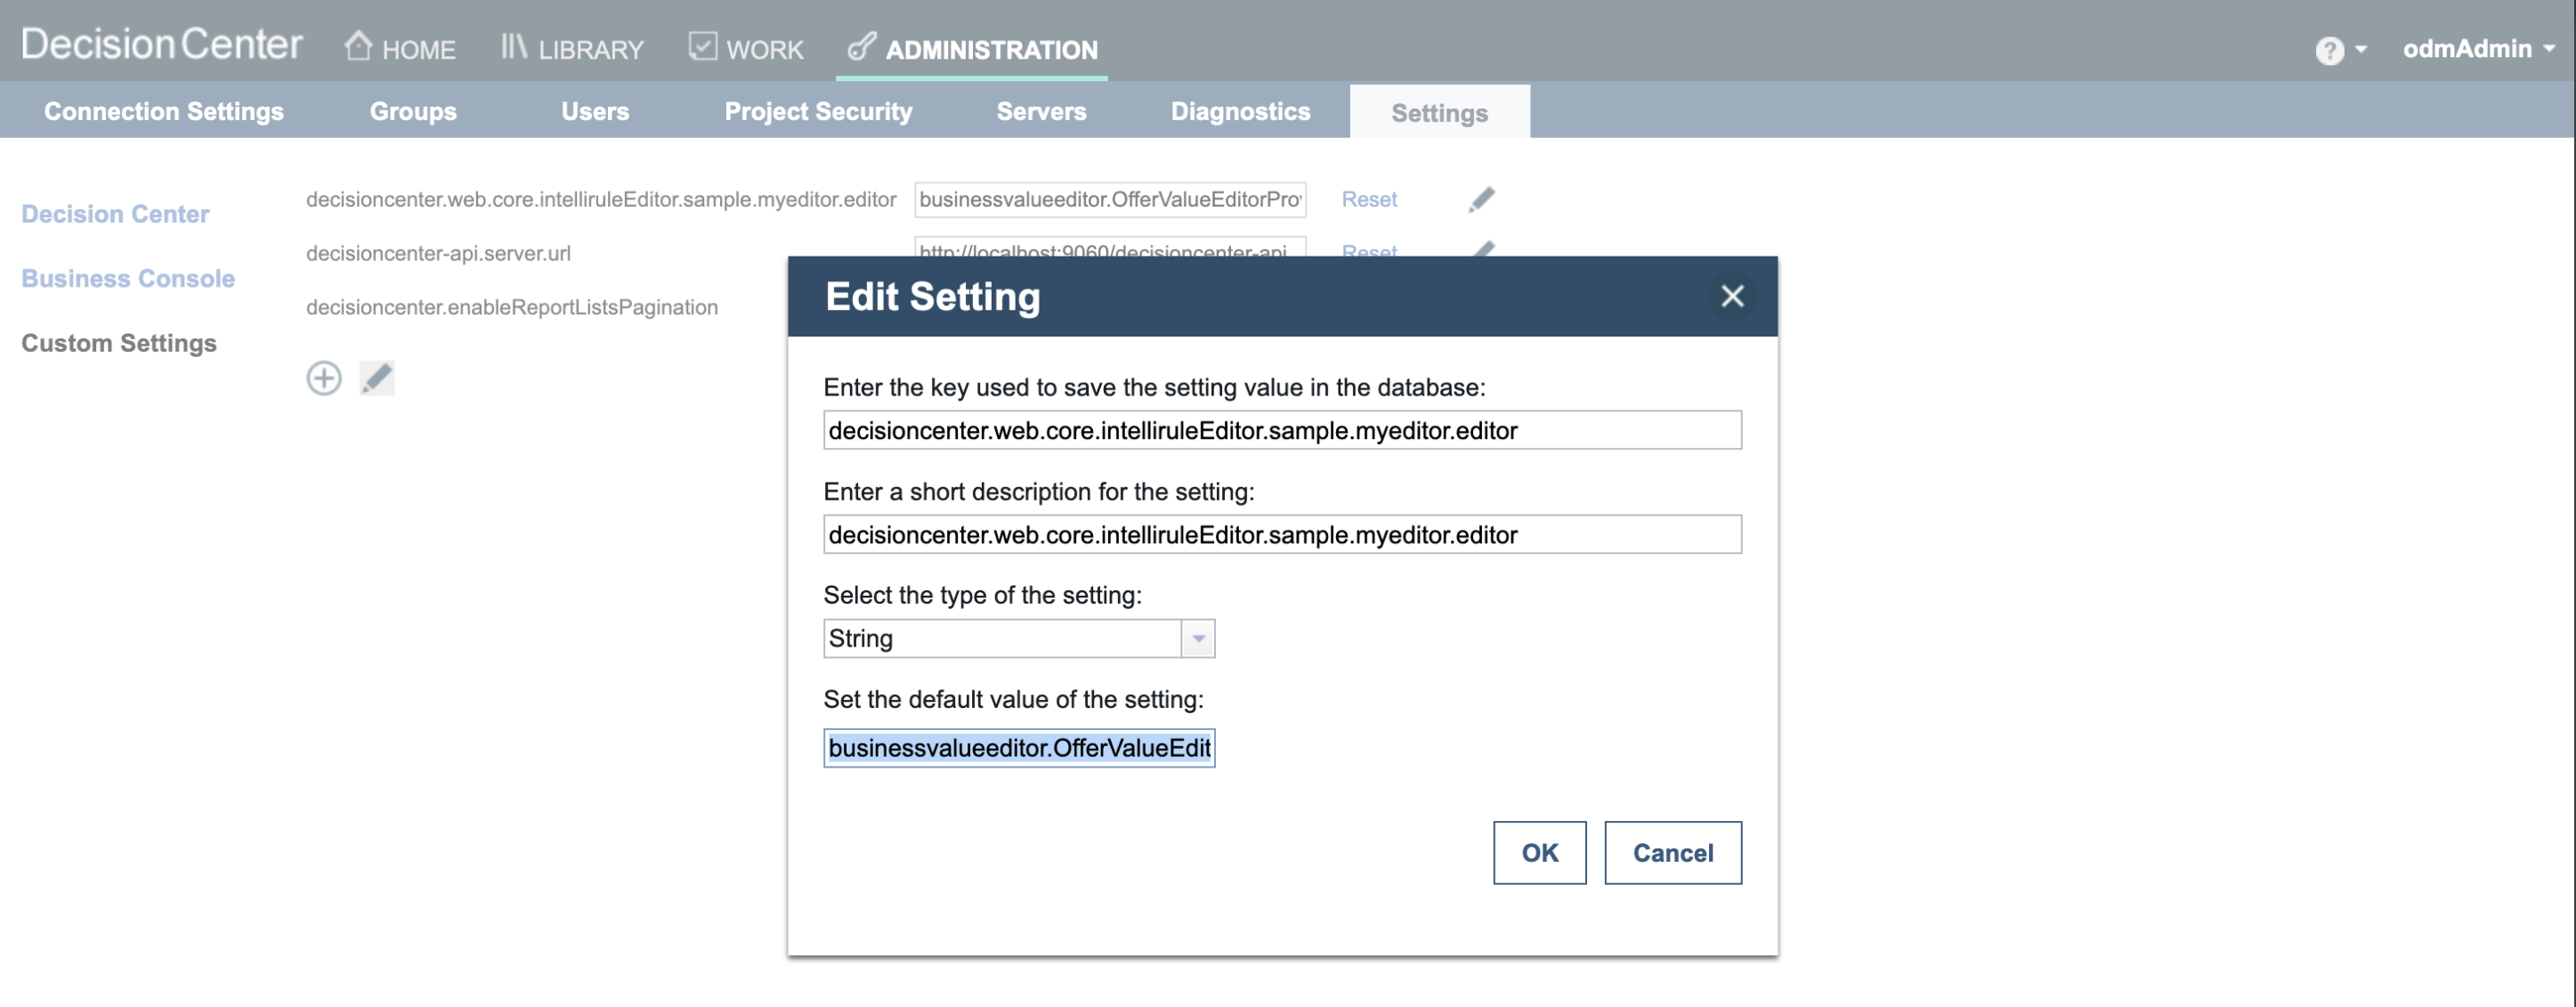 Decision Center HOME LIBRARY WORK ADMINISTRATION ? odmAdmin
Connection Settings Groups Users Project Security Servers Diagnostics Settings
Decision Center
Business Console
Custom Settings
decisioncenter.web.core.intelliruleEditor.sample.myeditor.editor businessvalueeditor.OfferValueEditorPro Reset
decisioncenter-api.server.url http://localhost:9060/decisioncenter-api Reset
decisioncenter.enableReportListsPagination
Edit Setting
Enter the key used to save the setting value in the database:
decisioncenter.web.core.intelliruleEditor.sample.myeditor.editor
Enter a short description for the setting:
decisioncenter.web.core.intelliruleEditor.sample.myeditor.editor
Select the type of the setting:
String
Set the default value of the setting:
businessvalueeditor.OfferValueEdit
OK Cancel